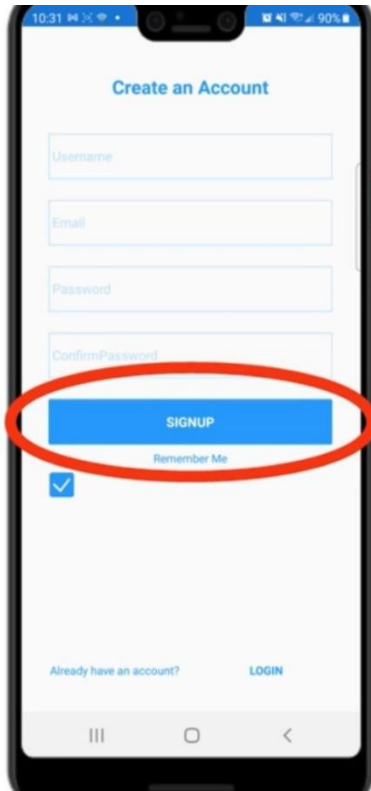 10:31
90%
Create an Account
Username
Email
Password
ConfirmPassword
SIGNUP
Remember Me
Already have an account? LOGIN